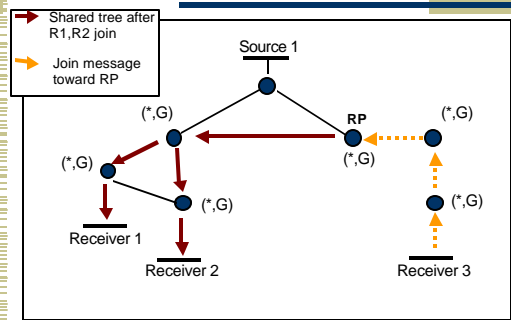 Shared tree after
R1,R2 join
Join message
toward RP
Source 1
(*,G)
RP
(*,G)
(*,G)
(*,G)
(*,G)
(*,G)
Receiver 1
Receiver 2
Receiver 3